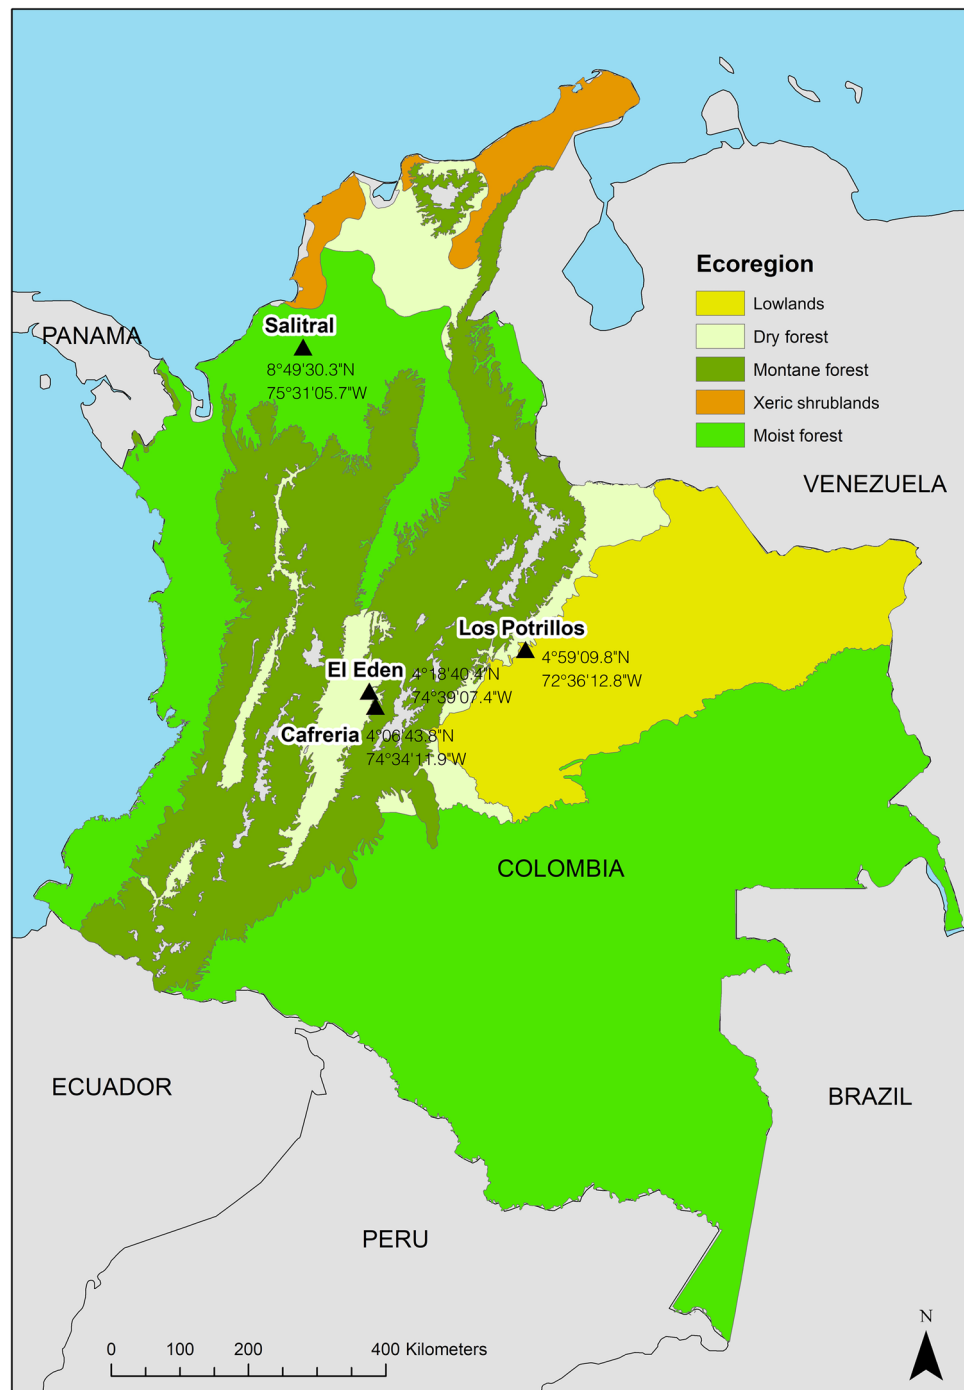 Ecoregion
Lowlands
Dry forest
Montane forest
Xeric shrublands
Moist forest
PANAMA
Salitral
8°49'30.3"N
75°31'05.7"W
VENEZUELA
Los Potrillos
4°59'09.8"N
72°36'12.8"W
El Eden
4°18'40.4"N
74°39'07.4"W
Cafreria
4°06'43.8"N
74°34'11.9"W
COLOMBIA
ECUADOR
BRAZIL
PERU
N
0 100 200 400 Kilometers